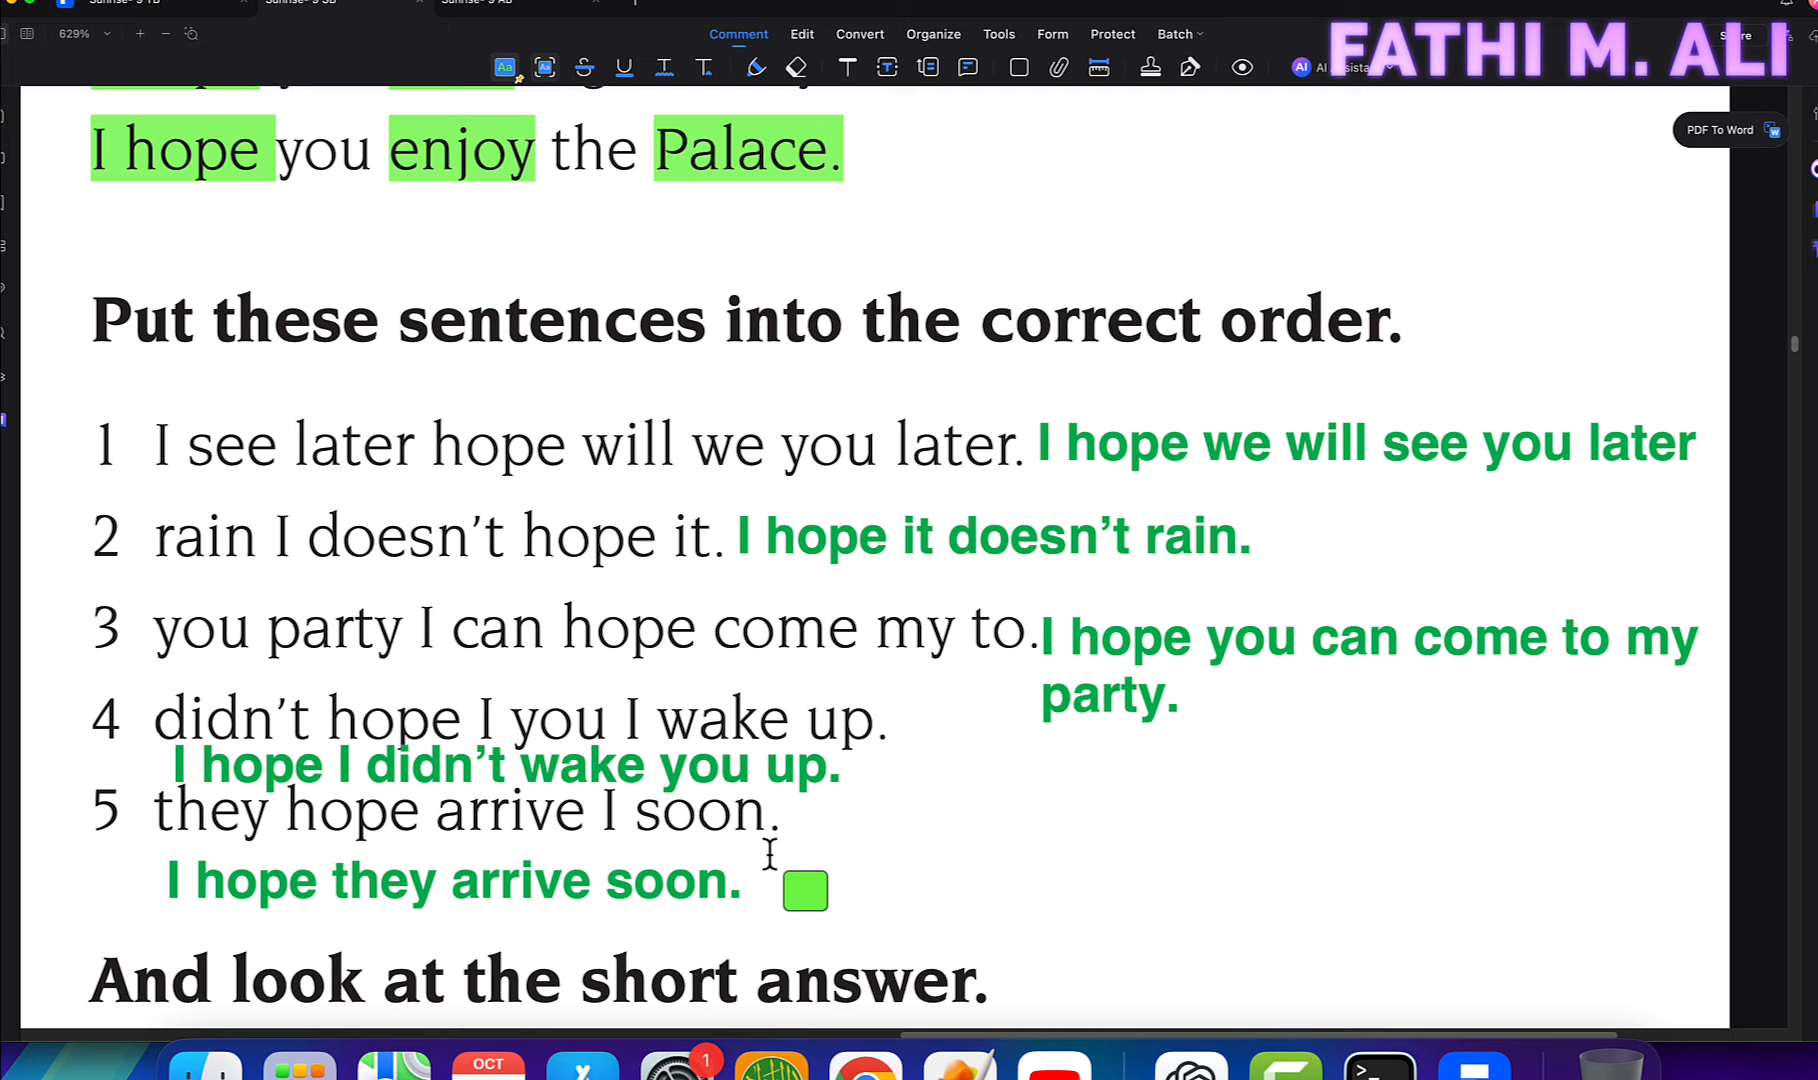 629%
Comment Edit Convert Organize Tools Form Protect Batch
FATHI M. ALI
PDF To Word
I hope you enjoy the Palace.
Put these sentences into the correct order.
1 I see later hope will we you later. I hope we will see you later
2 rain I doesn't hope it. I hope it doesn't rain.
3 you party I can hope come my to. I hope you can come to my
party.
4 didn't hope I you I wake up.
I hope I didn't wake you up.
5 they hope arrive I soon.
I hope they arrive soon.
And look at the short answer.
1
OCT